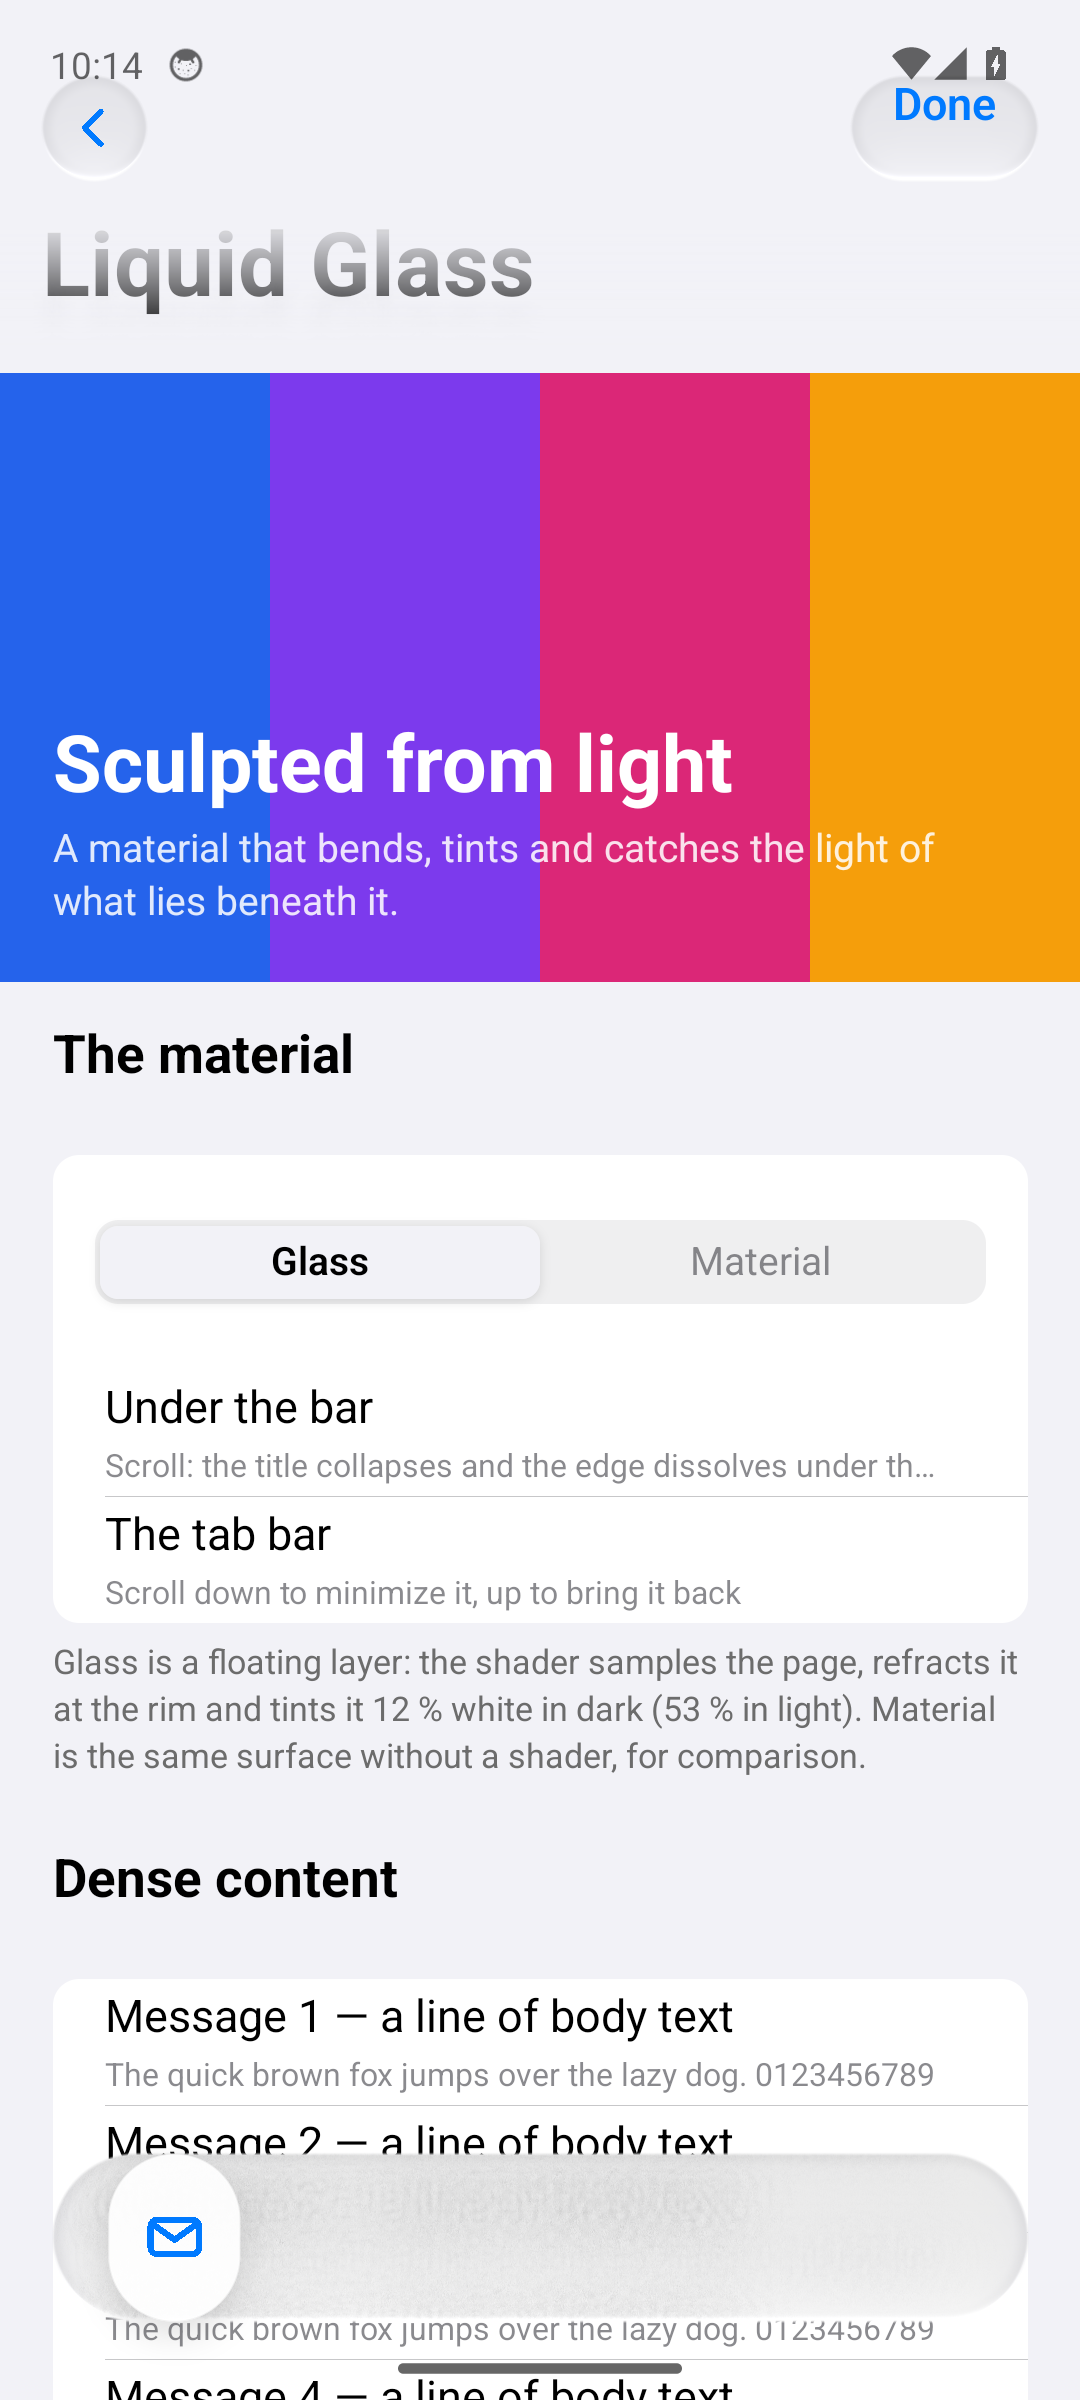 10:14
Done
Liquid Glass
Sculpted from light
A material that bends, tints and catches the light of
what lies beneath it.
The material
Glass
Material
Under the bar
Scroll: the title collapses and the edge dissolves under th…
The tab bar
Scroll down to minimize it, up to bring it back
Glass is a floating layer: the shader samples the page, refracts it
at the rim and tints it 12 % white in dark (53 % in light). Material
is the same surface without a shader, for comparison.
Dense content
Message 1 — a line of body text
The quick brown fox jumps over the lazy dog. 0123456789
Message 2 — a line of body text
The quick brown fox jumps over the lazy dog. 0123456789
Message 4 — a line of body text